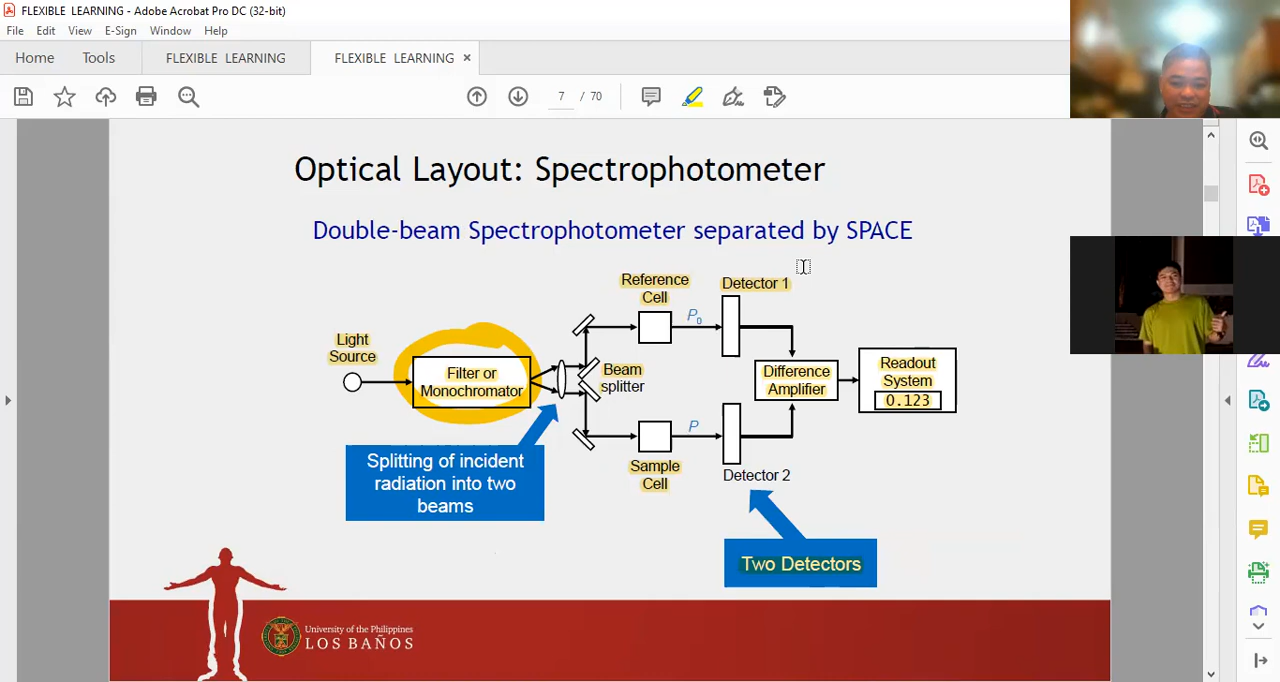 FLEXIBLE LEARNING - Adobe Acrobat Pro DC (32-bit)
File Edit View E-Sign Window Help
Home Tools FLEXIBLE LEARNING FLEXIBLE LEARNING ×
7 / 70
Optical Layout: Spectrophotometer
Double-beam Spectrophotometer separated by SPACE
Reference
Cell
Detector 1
P0
Light
Source
Filter or
Monochromator
Beam
splitter
Difference
Amplifier
Readout
System
0.123
P
Splitting of incident
radiation into two
beams
Sample
Cell
Detector 2
Two Detectors
University of the Philippines
LOS BAÑOS